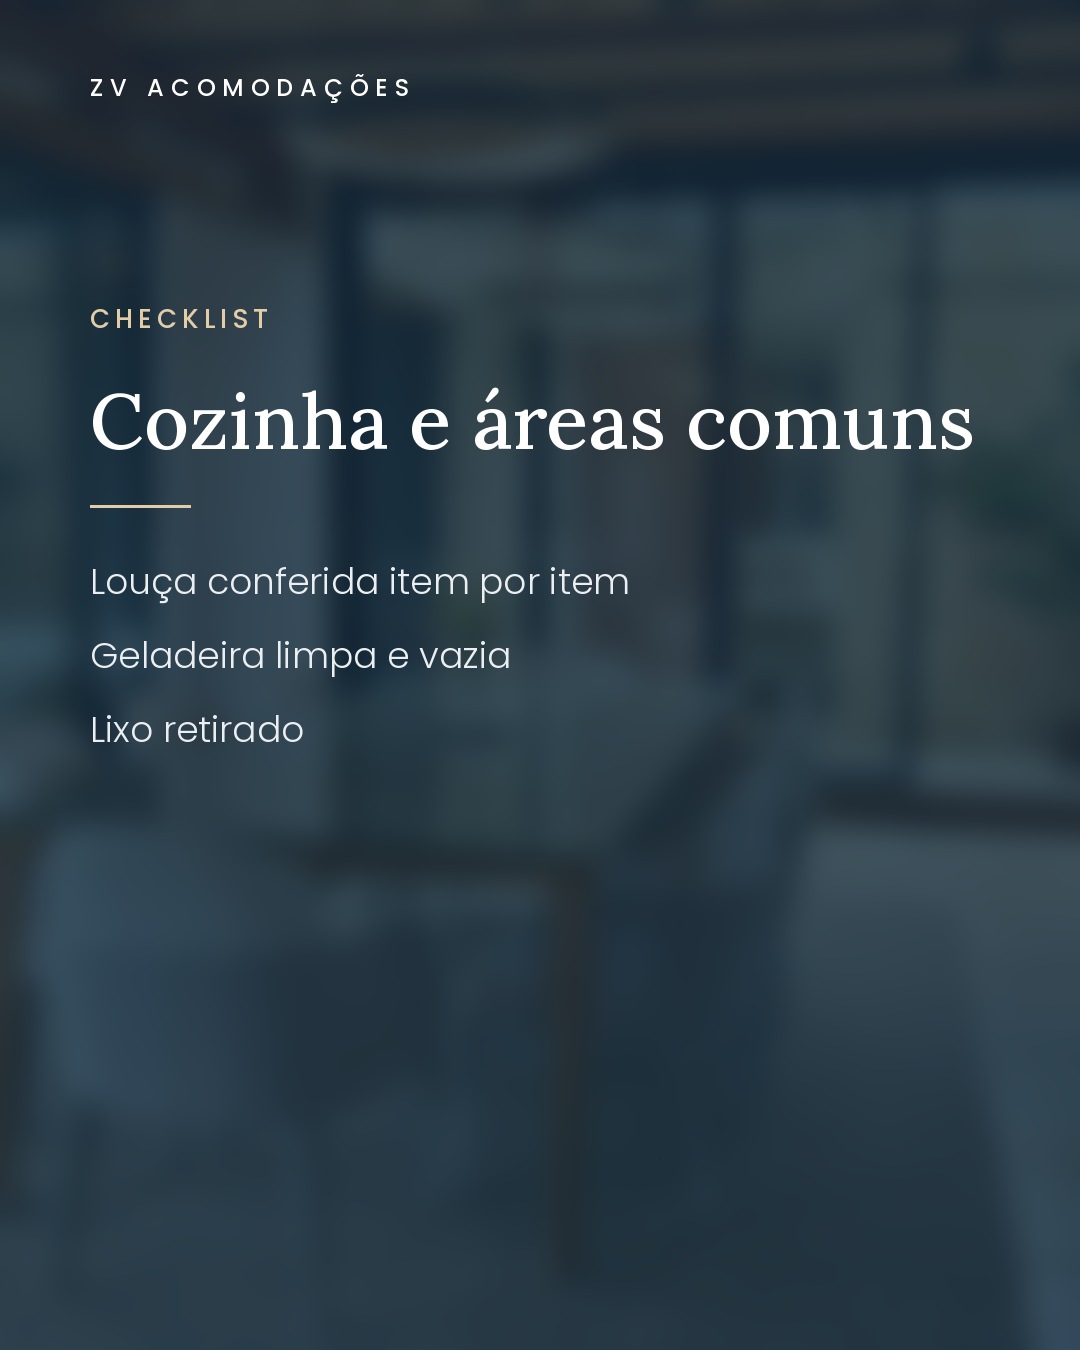 ZV ACOMODAÇÕES
CHECKLIST
Cozinha e áreas comuns
Louça conferida item por item
Geladeira limpa e vazia
Lixo retirado